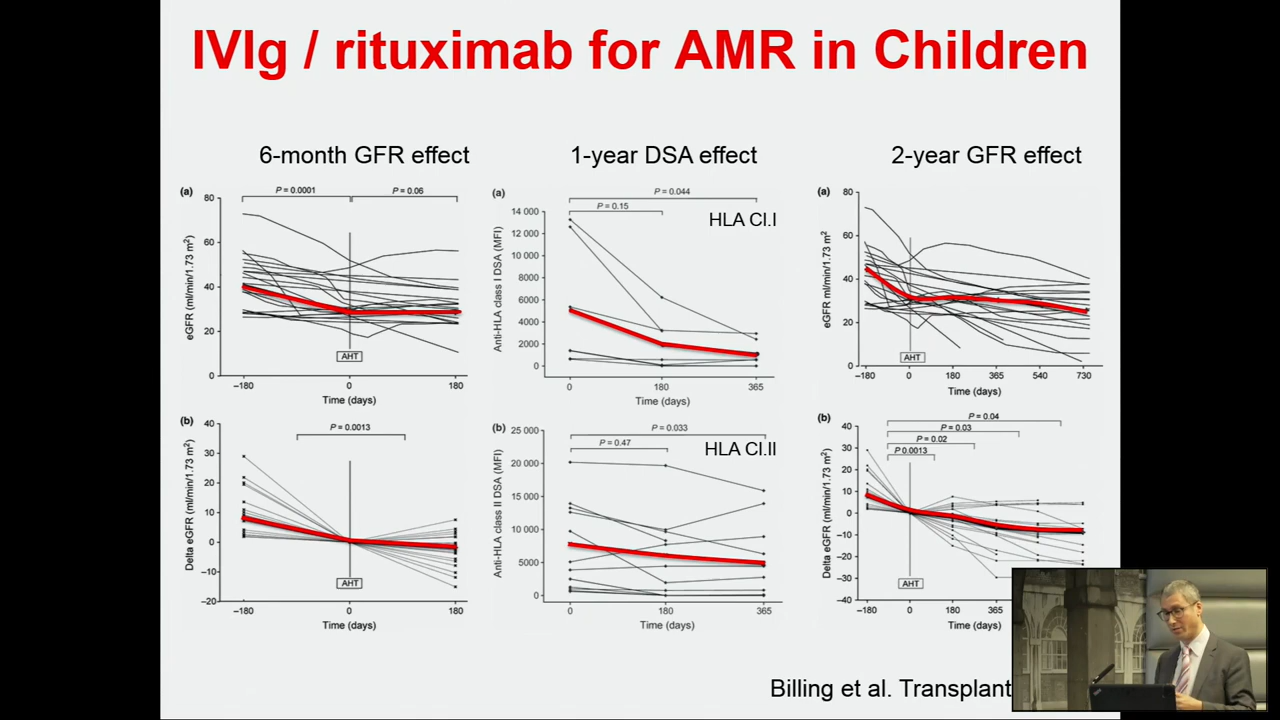 IVIg / rituximab for AMR in Children
6-month GFR effect
1-year DSA effect
2-year GFR effect
(a)
P = 0.0001
P = 0.06
80
60
40
20
0
eGFR (ml/min/1.73 m²)
AHT
−180
0
180
Time (days)
(a)
P = 0.044
P = 0.15
HLA Cl.I
14 000
12 000
10 000
8000
6000
4000
2000
0
Anti-HLA class I DSA (MFI)
0
180
365
Time (days)
(a)
80
60
40
20
0
eGFR ml/min/1.73 m²
AHT
−180
0
180
365
540
730
Time (days)
(b)
P = 0.0013
40
30
20
10
0
−10
−20
Delta eGFR (ml/min/1.73 m²)
AHT
−180
0
180
Time (days)
(b)
P = 0.033
P = 0.47
HLA Cl.II
25 000
20 000
15 000
10 000
5000
0
Anti-HLA class II DSA (MFI)
0
180
365
Time (days)
(b)
P = 0.04
P = 0.03
P = 0.02
P 0.0013
40
30
20
10
0
−10
−20
−30
−40
Delta eGFR (ml/min/1.73 m²)
AHT
−180
0
180
365
Time (days)
Billing et al. Transplant